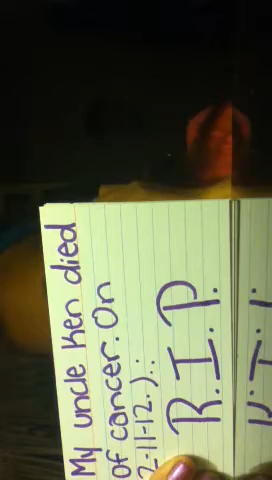 My uncle Ken died
of cancer. On
2-11-12.):
R.I.P.